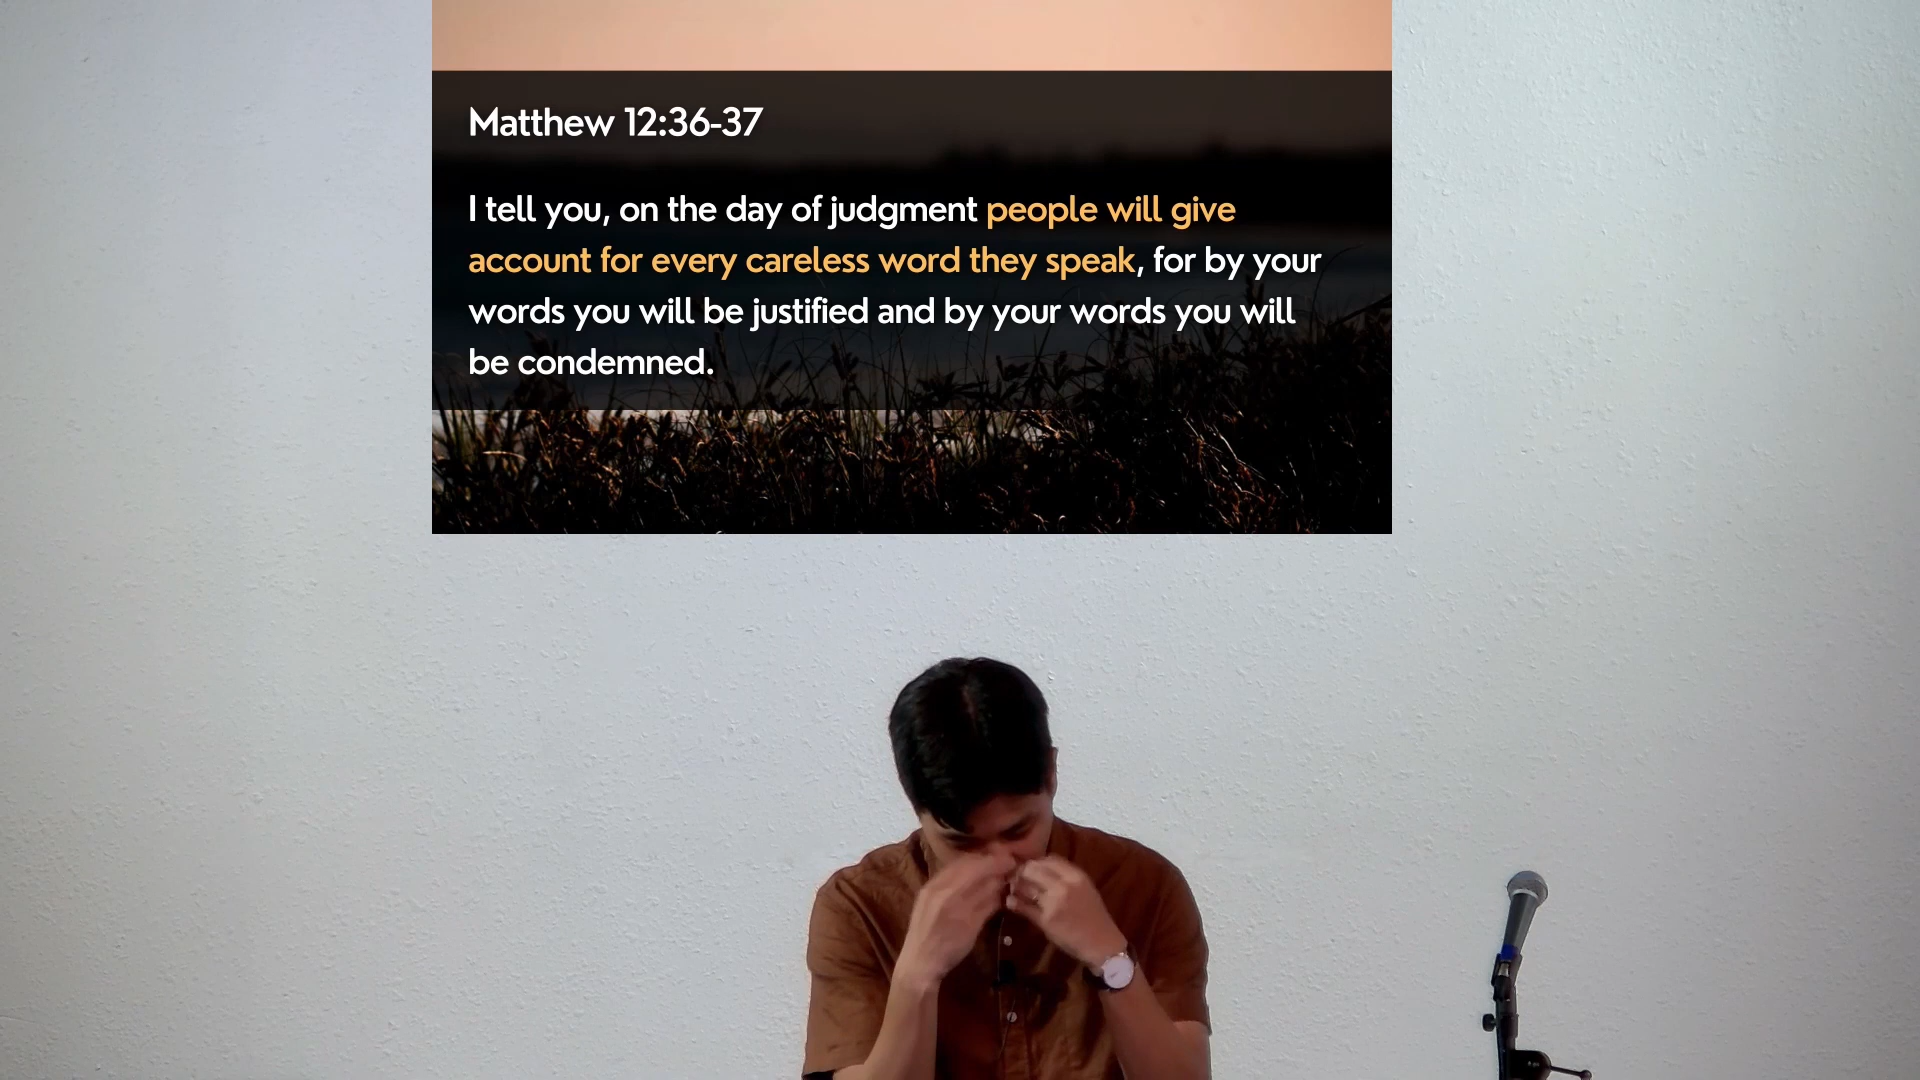 Matthew 12:36-37
I tell you, on the day of judgment people will give
account for every careless word they speak, for by your
words you will be justified and by your words you will
be condemned.